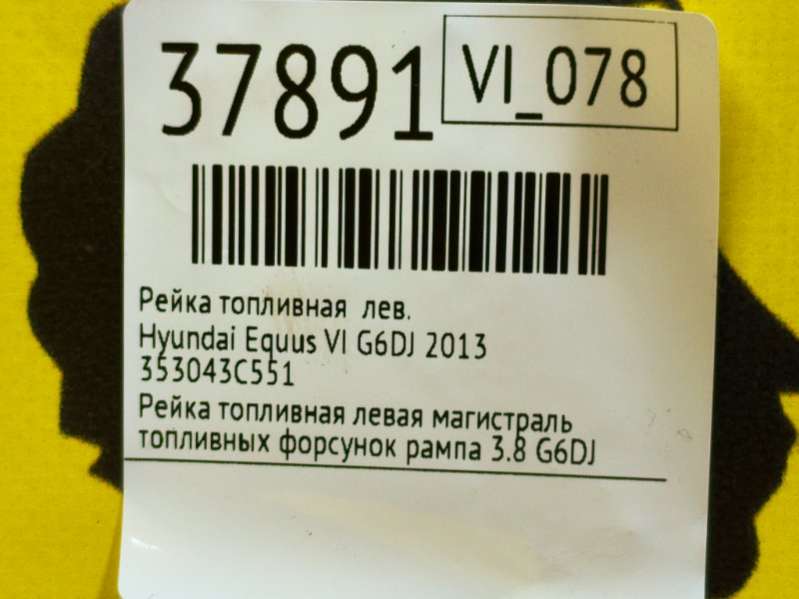 37891
VI_078
Рейка топливная лев.
Hyundai Equus VI G6DJ 2013
353043C551
Рейка топливная левая магистраль
топливных форсунок рампа 3.8 G6DJ